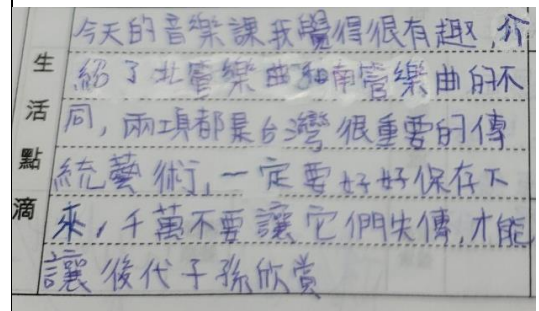 生活點滴
今天的音樂課我覺得很有趣,介
紹了北管樂曲和南管樂曲的不
同,兩項都是台灣很重要的傳
統藝術,一定要好好保存下
來,千萬不要讓它們失傳,才能
讓後代子孫欣賞